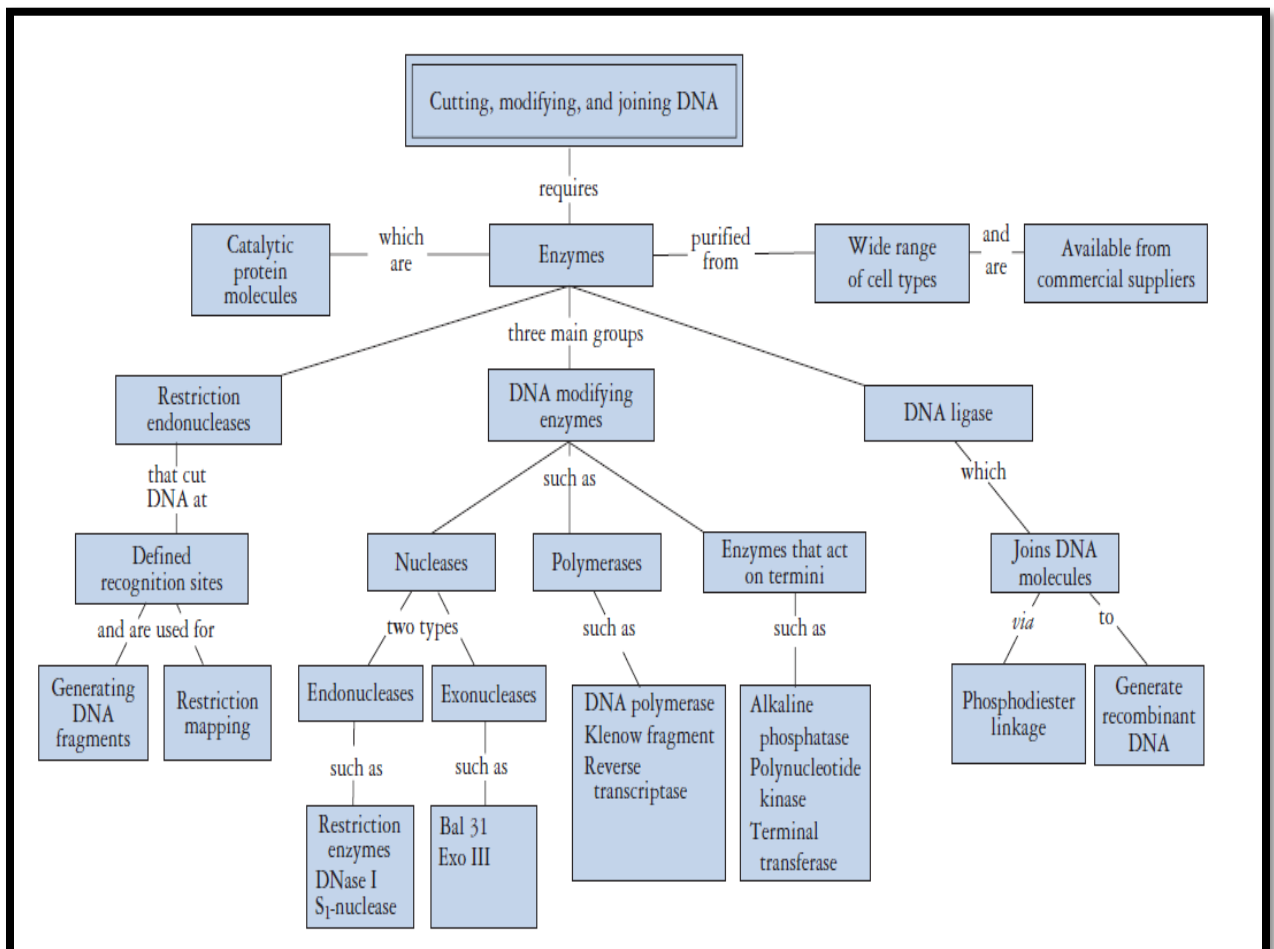 Cutting, modifying, and joining DNA
requires
Catalytic
protein
molecules
which
are
Enzymes
purified
from
Wide range
of cell types
and
are
Available from
commercial suppliers
three main groups
Restriction
endonucleases
DNA modifying
enzymes
DNA ligase
that cut
DNA at
such as
which
Defined
recognition sites
Nucleases
Polymerases
Enzymes that act
on termini
Joins DNA
molecules
and are used for
two types
such as
such as
via
to
Generating
DNA
fragments
Restriction
mapping
Endonucleases
Exonucleases
DNA polymerase
Klenow fragment
Reverse
transcriptase
Alkaline
phosphatase
Polynucleotide
kinase
Terminal
transferase
Phosphodiester
linkage
Generate
recombinant
DNA
such as
such as
Restriction
enzymes
DNase I
S₁-nuclease
Bal 31
Exo III